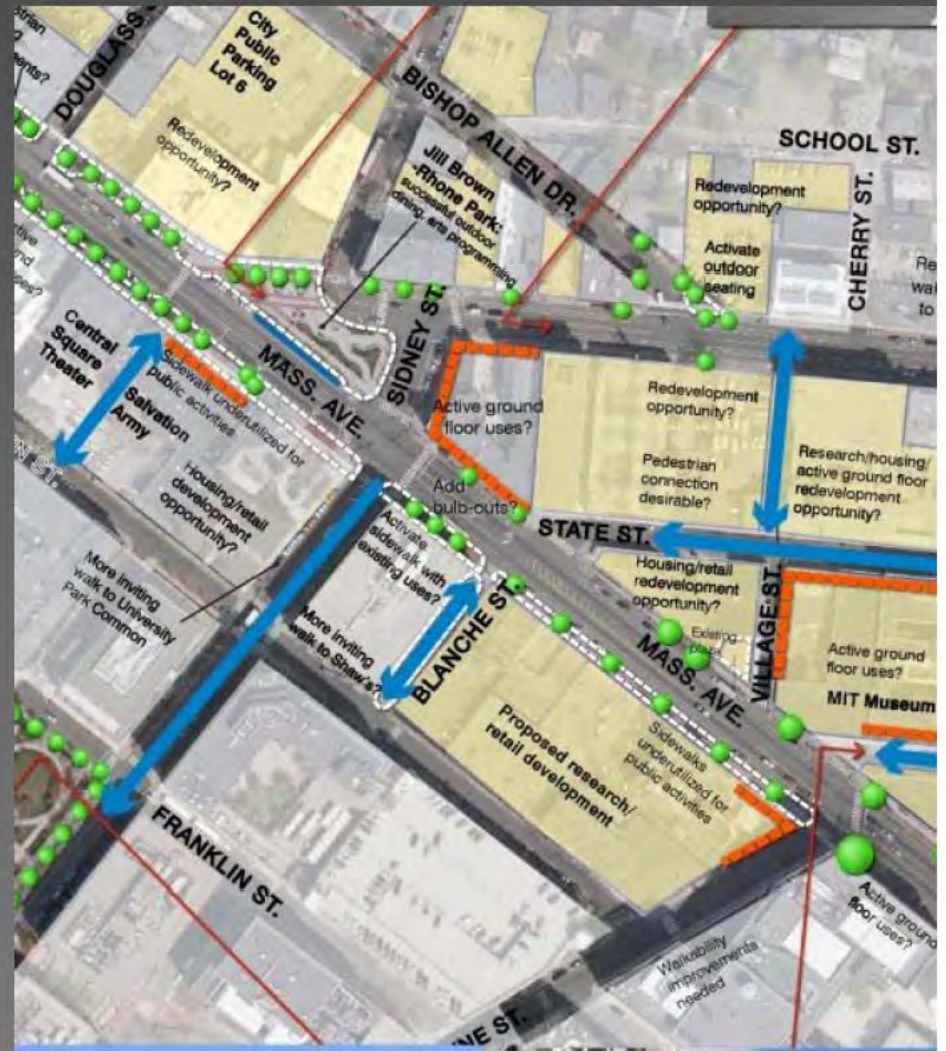 DOUGLASS
City
Public
Parking
Lot 6
Redevelopment
opportunity?
BISHOP ALLEN DR.
Jill Brown
-Rhone Park:
successful outdoor
dining, arts programming
SCHOOL ST.
CHERRY ST.
Redevelopment
opportunity?
Activate
outdoor
seating
SIDNEY ST.
MASS. AVE.
Central
Square
Theater
Sidewalk underutilized for
public activities
Salvation
Army
Housing/retail
development
opportunity?
Active ground
floor uses?
Add
bulb-outs?
Redevelopment
opportunity?
Pedestrian
connection
desirable?
Research/housing/
active ground floor
redevelopment
opportunity?
STATE ST.
Housing/retail
redevelopment
opportunity?
VILLAGE ST.
Existing
plaza
MASS. AVE.
Active ground
floor uses?
MIT Museum
More inviting
walk to University
Park Common
Activate
sidewalk with
existing uses?
More inviting
walk to Shaw's?
BLANCHE ST.
Proposed research/
retail development
Sidewalks
underutilized for
public activities
FRANKLIN ST.
Active ground
floor uses?
Walkability
improvements
needed
NE ST.